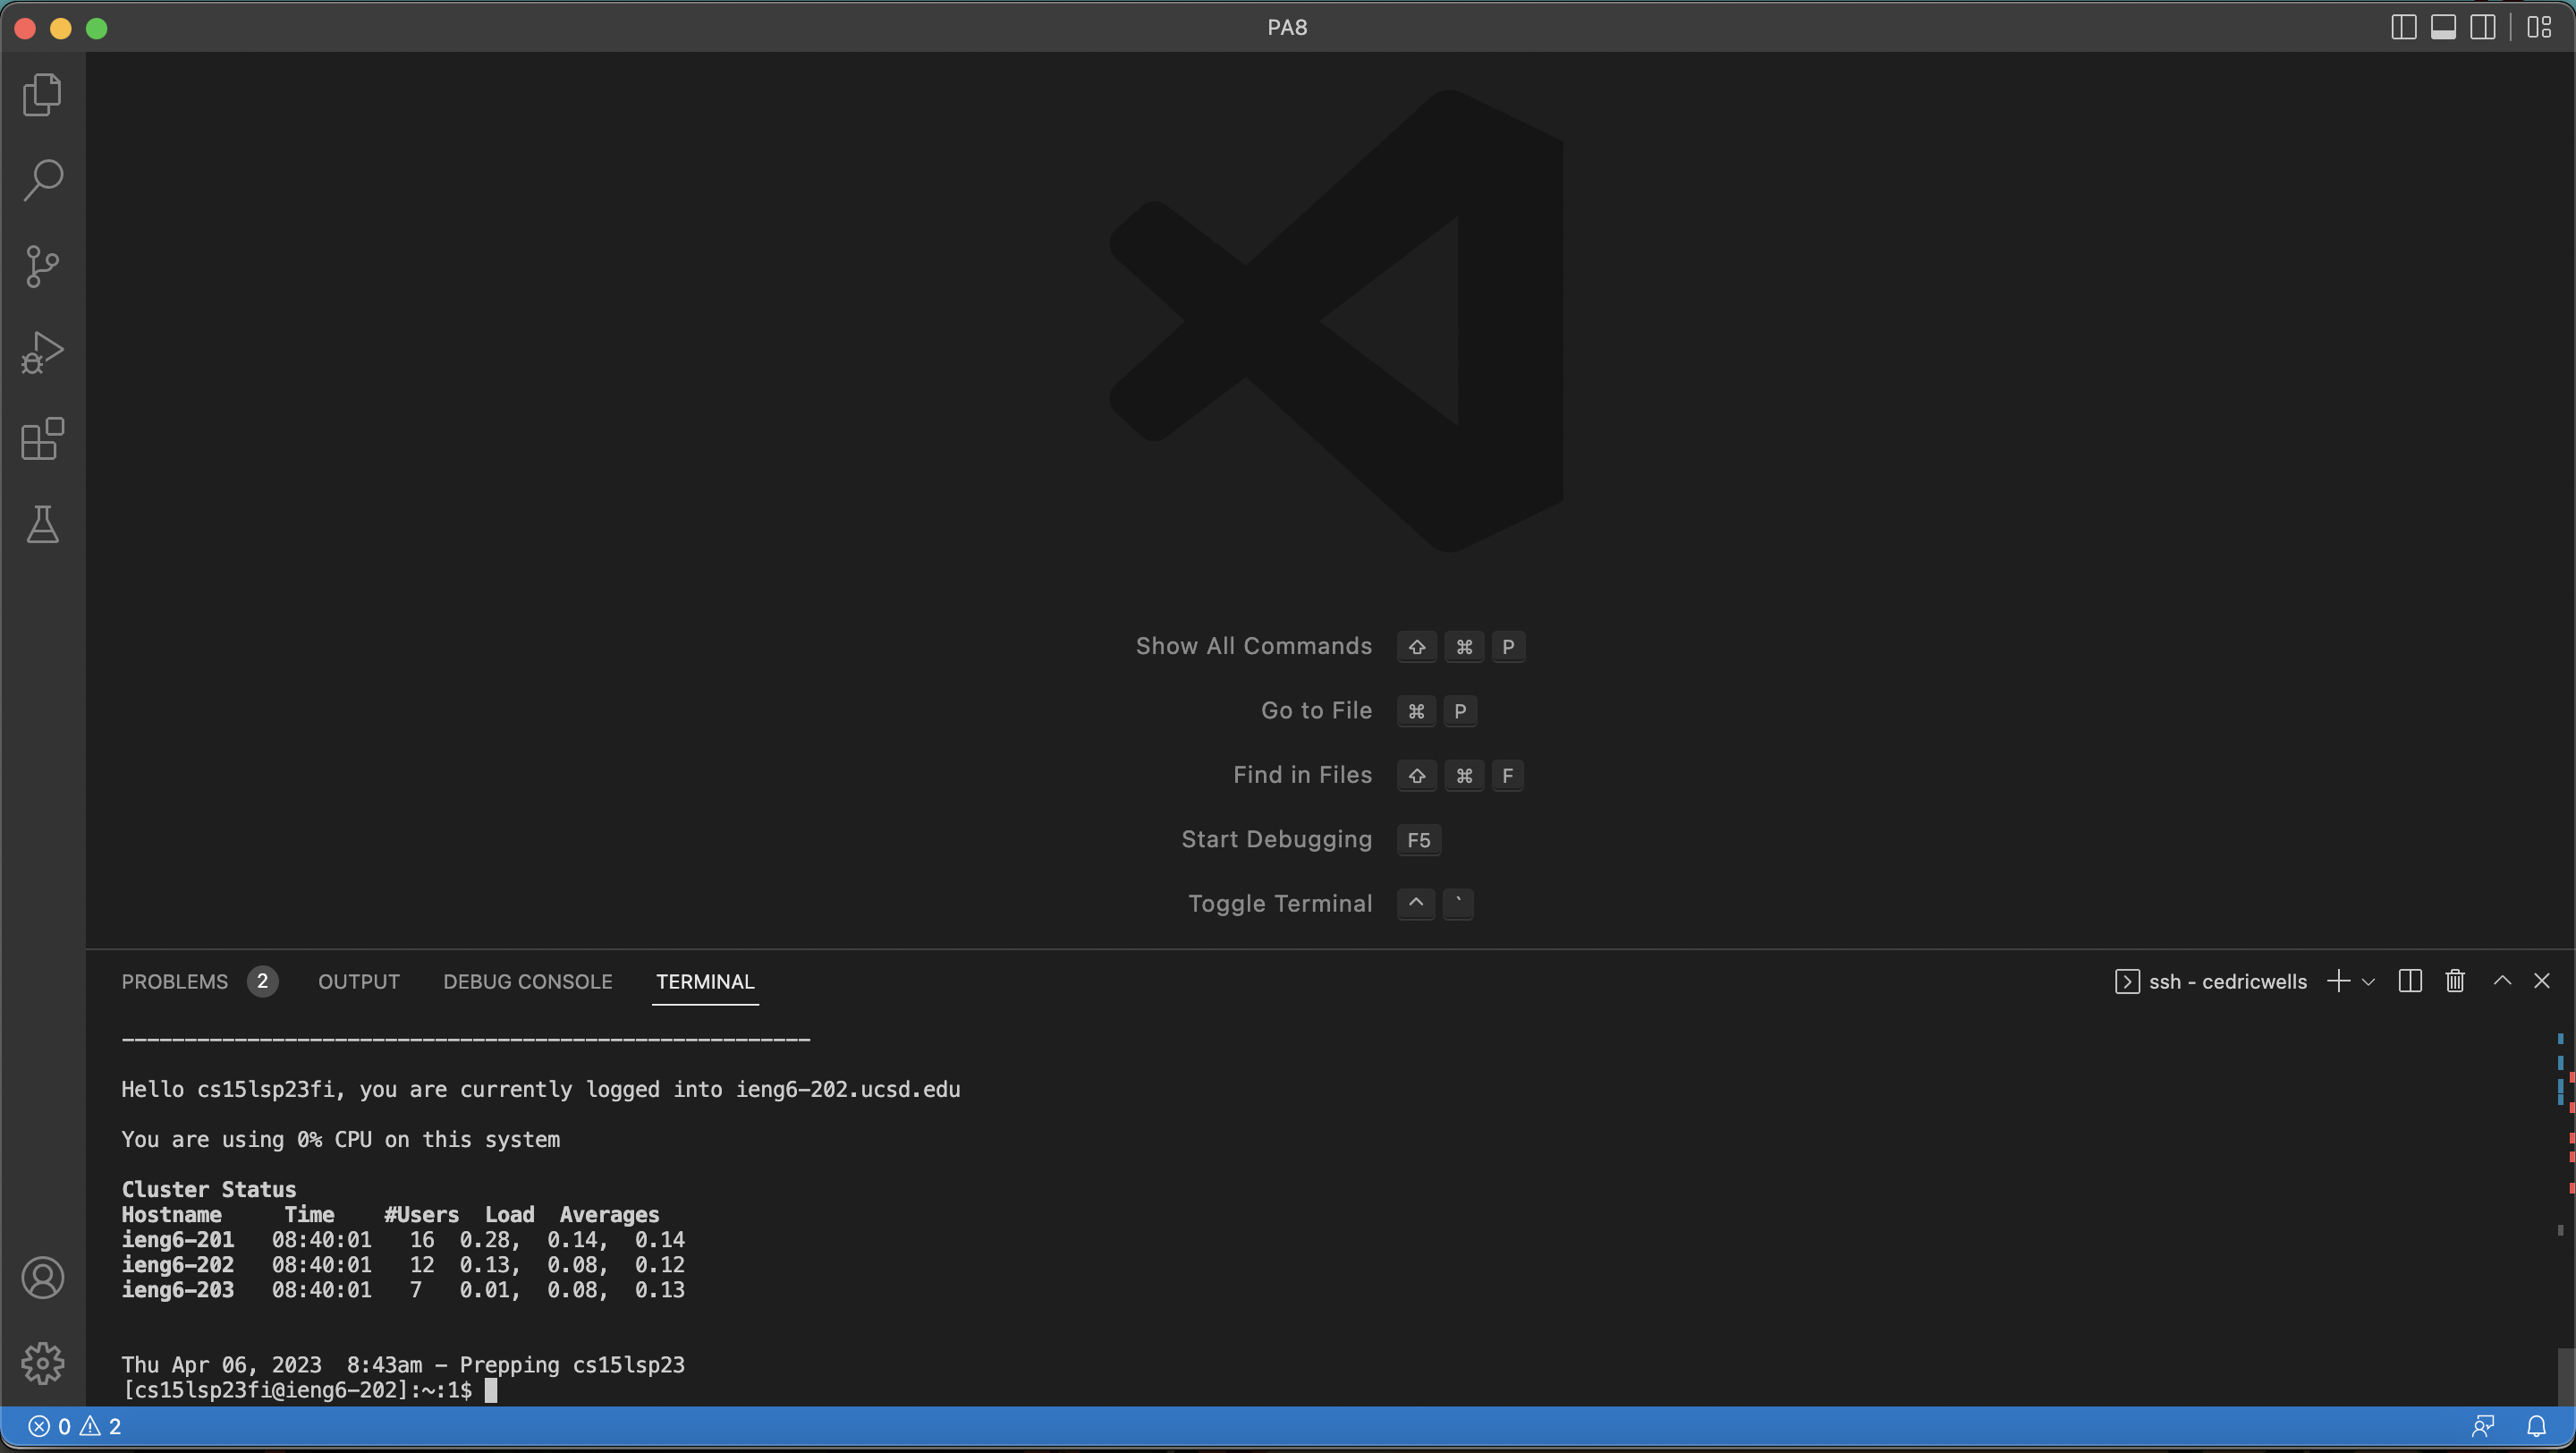 PA8
Show All Commands ⇧ ⌘ P
Go to File ⌘ P
Find in Files ⇧ ⌘ F
Start Debugging F5
Toggle Terminal ^ `
PROBLEMS 2 OUTPUT DEBUG CONSOLE TERMINAL ssh - cedricwells
-------------------------------------------------------
Hello cs15lsp23fi, you are currently logged into ieng6-202.ucsd.edu
You are using 0% CPU on this system
Cluster Status
Hostname Time #Users Load Averages
ieng6-201 08:40:01 16 0.28, 0.14, 0.14
ieng6-202 08:40:01 12 0.13, 0.08, 0.12
ieng6-203 08:40:01 7 0.01, 0.08, 0.13
Thu Apr 06, 2023 8:43am - Prepping cs15lsp23
[cs15lsp23fi@ieng6-202]:~:1$
0 2